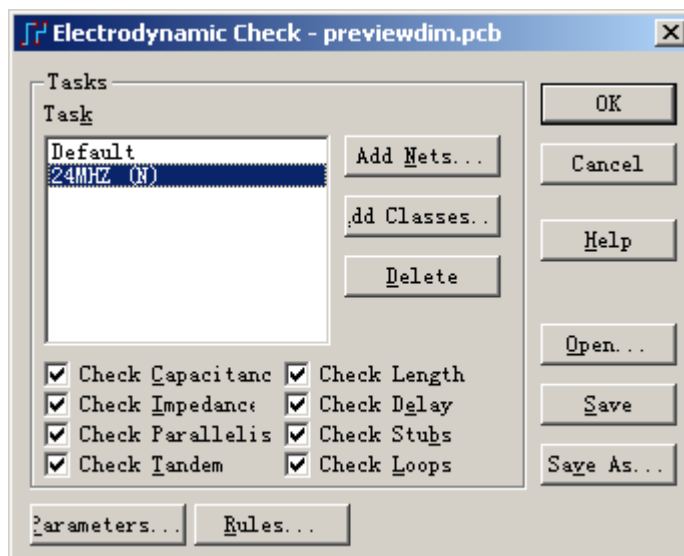 Electrodynamic Check - previewdim.pcb
Tasks
Task
Default
24MHZ (N)
Add Nets...
dd Classes..
Delete
OK
Cancel
Help
Open...
Save
Save As...
Check Capacitanc
Check Length
Check Impedance
Check Delay
Check Parallelis
Check Stubs
Check Tandem
Check Loops
Parameters...
Rules...